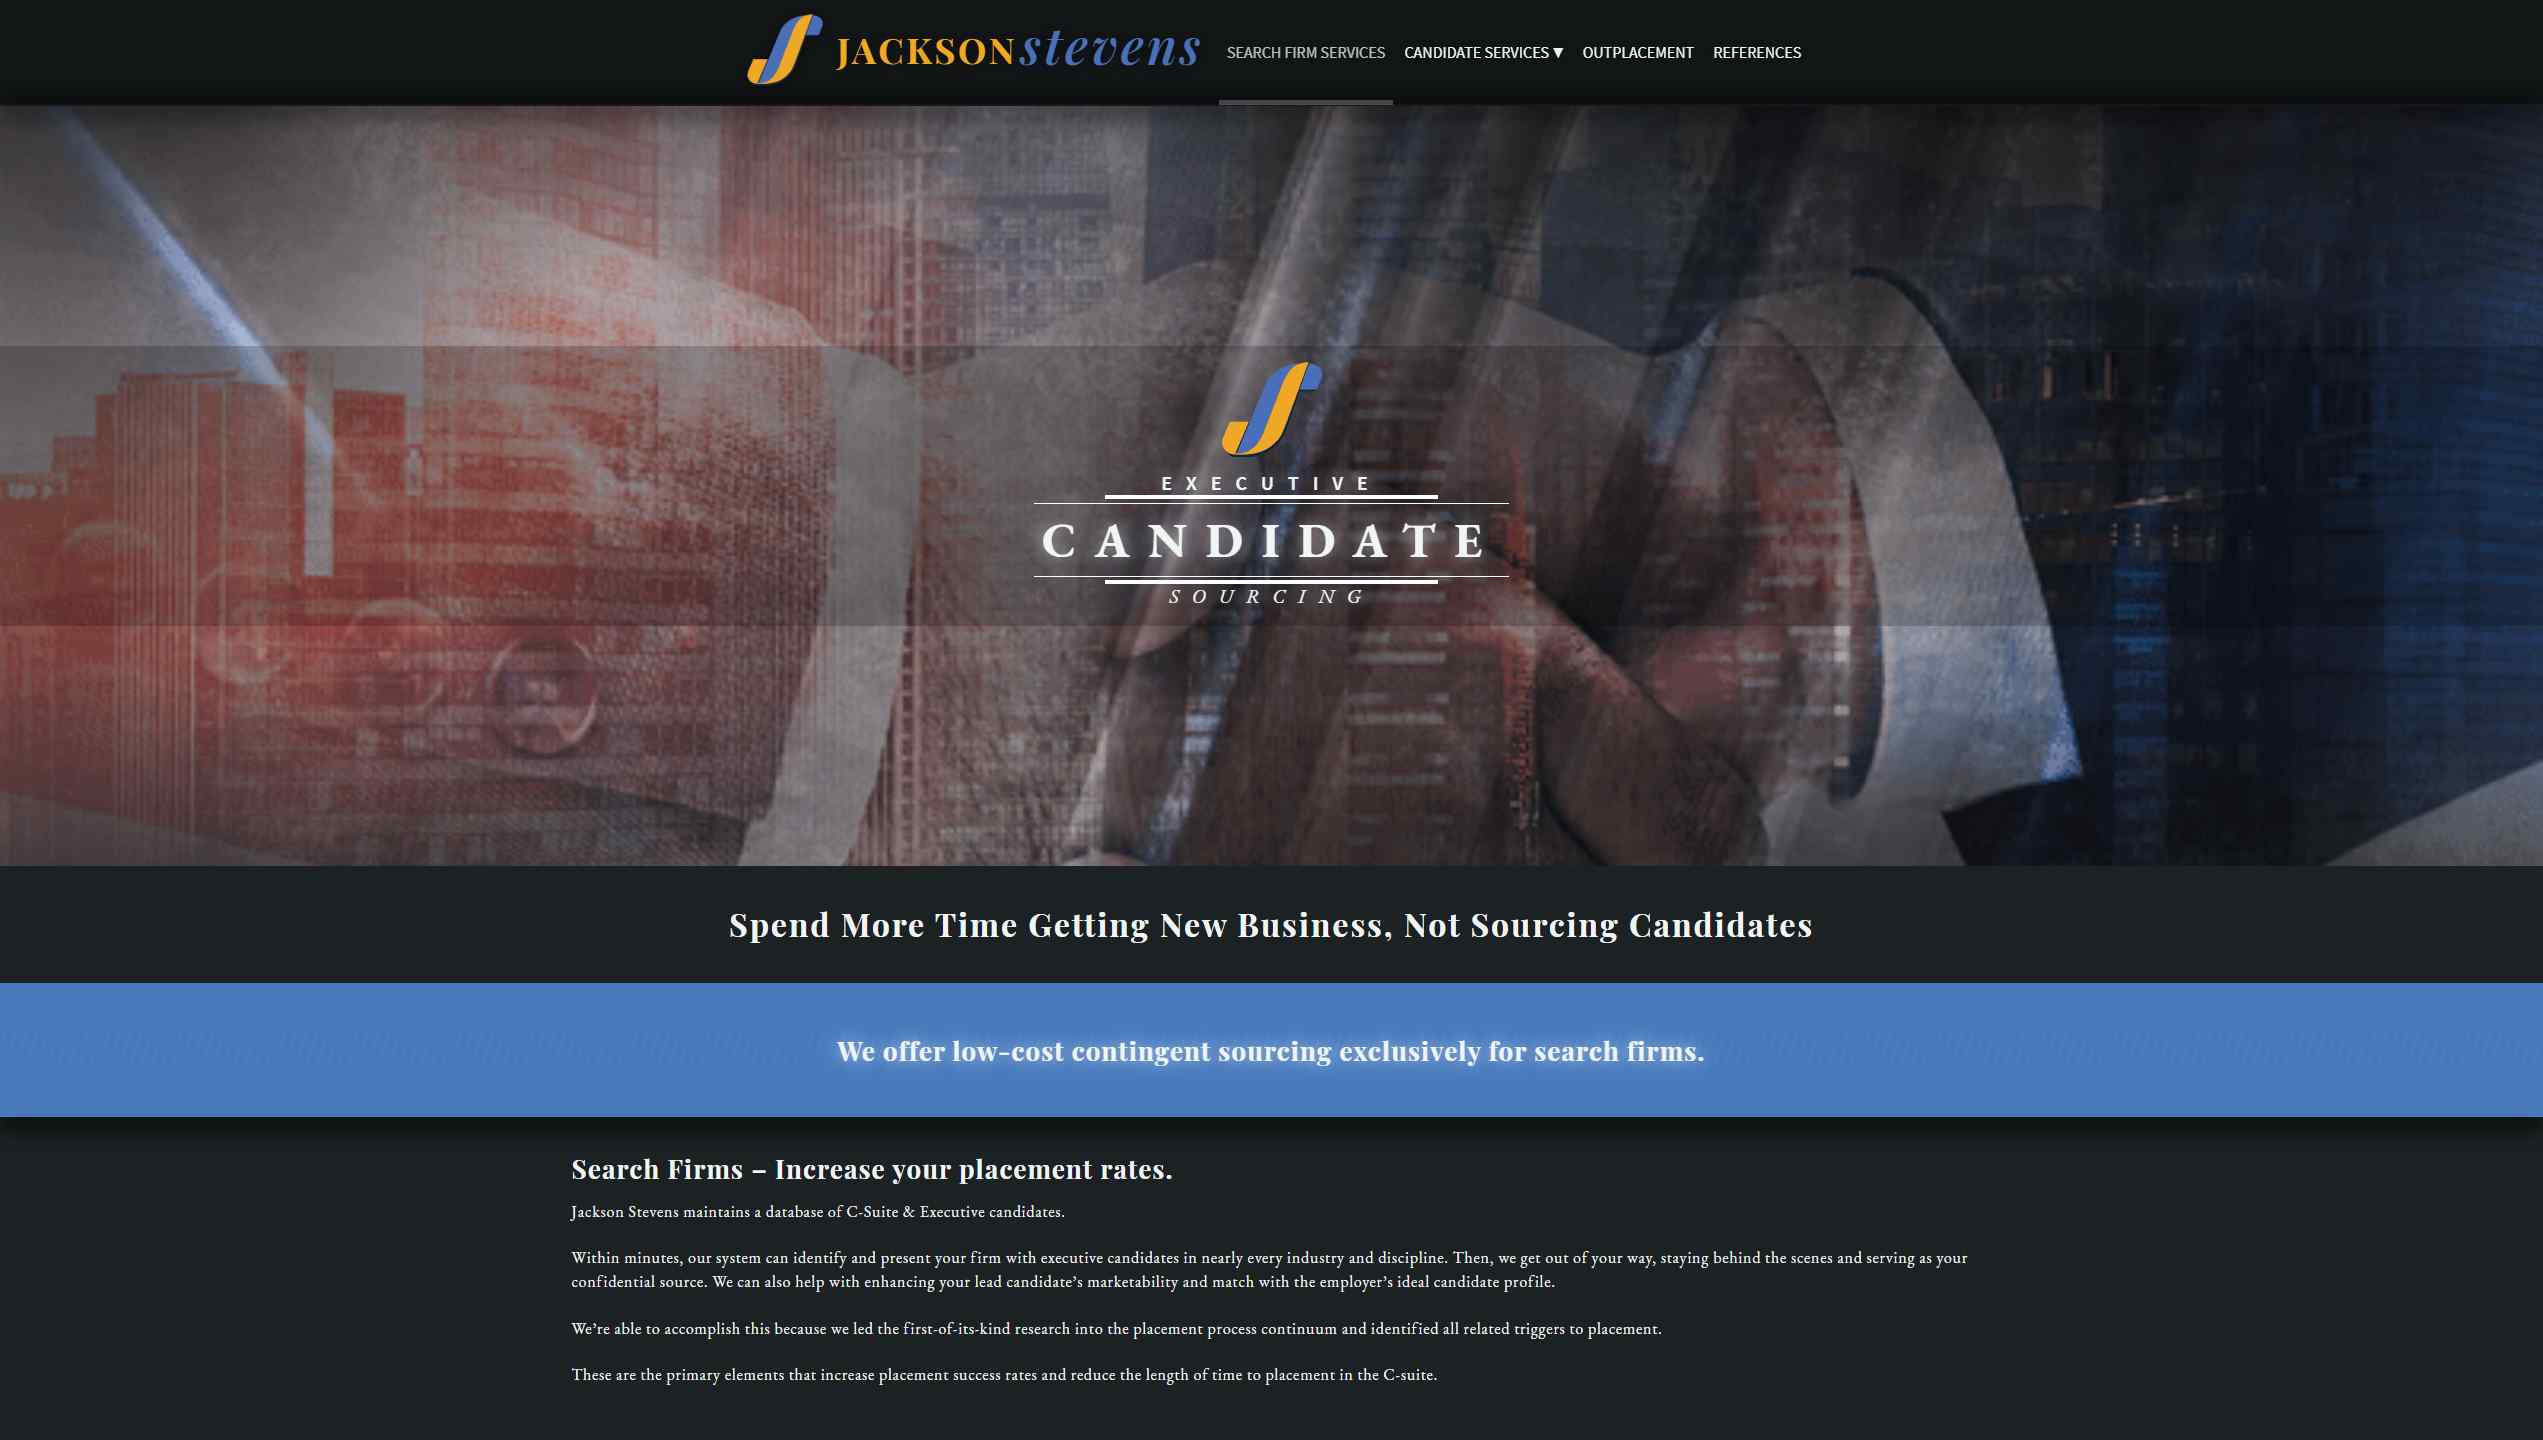 JACKSON stevens
SEARCH FIRM SERVICES
CANDIDATE SERVICES ▼
OUTPLACEMENT
REFERENCES
EXECUTIVE
CANDIDATE
SOURCING
Spend More Time Getting New Business, Not Sourcing Candidates
We offer low-cost contingent sourcing exclusively for search firms.
Search Firms – Increase your placement rates.
Jackson Stevens maintains a database of C-Suite & Executive candidates.
Within minutes, our system can identify and present your firm with executive candidates in nearly every industry and discipline. Then, we get out of your way, staying behind the scenes and serving as your
confidential source. We can also help with enhancing your lead candidate’s marketability and match with the employer’s ideal candidate profile.
We’re able to accomplish this because we led the first-of-its-kind research into the placement process continuum and identified all related triggers to placement.
These are the primary elements that increase placement success rates and reduce the length of time to placement in the C-suite.